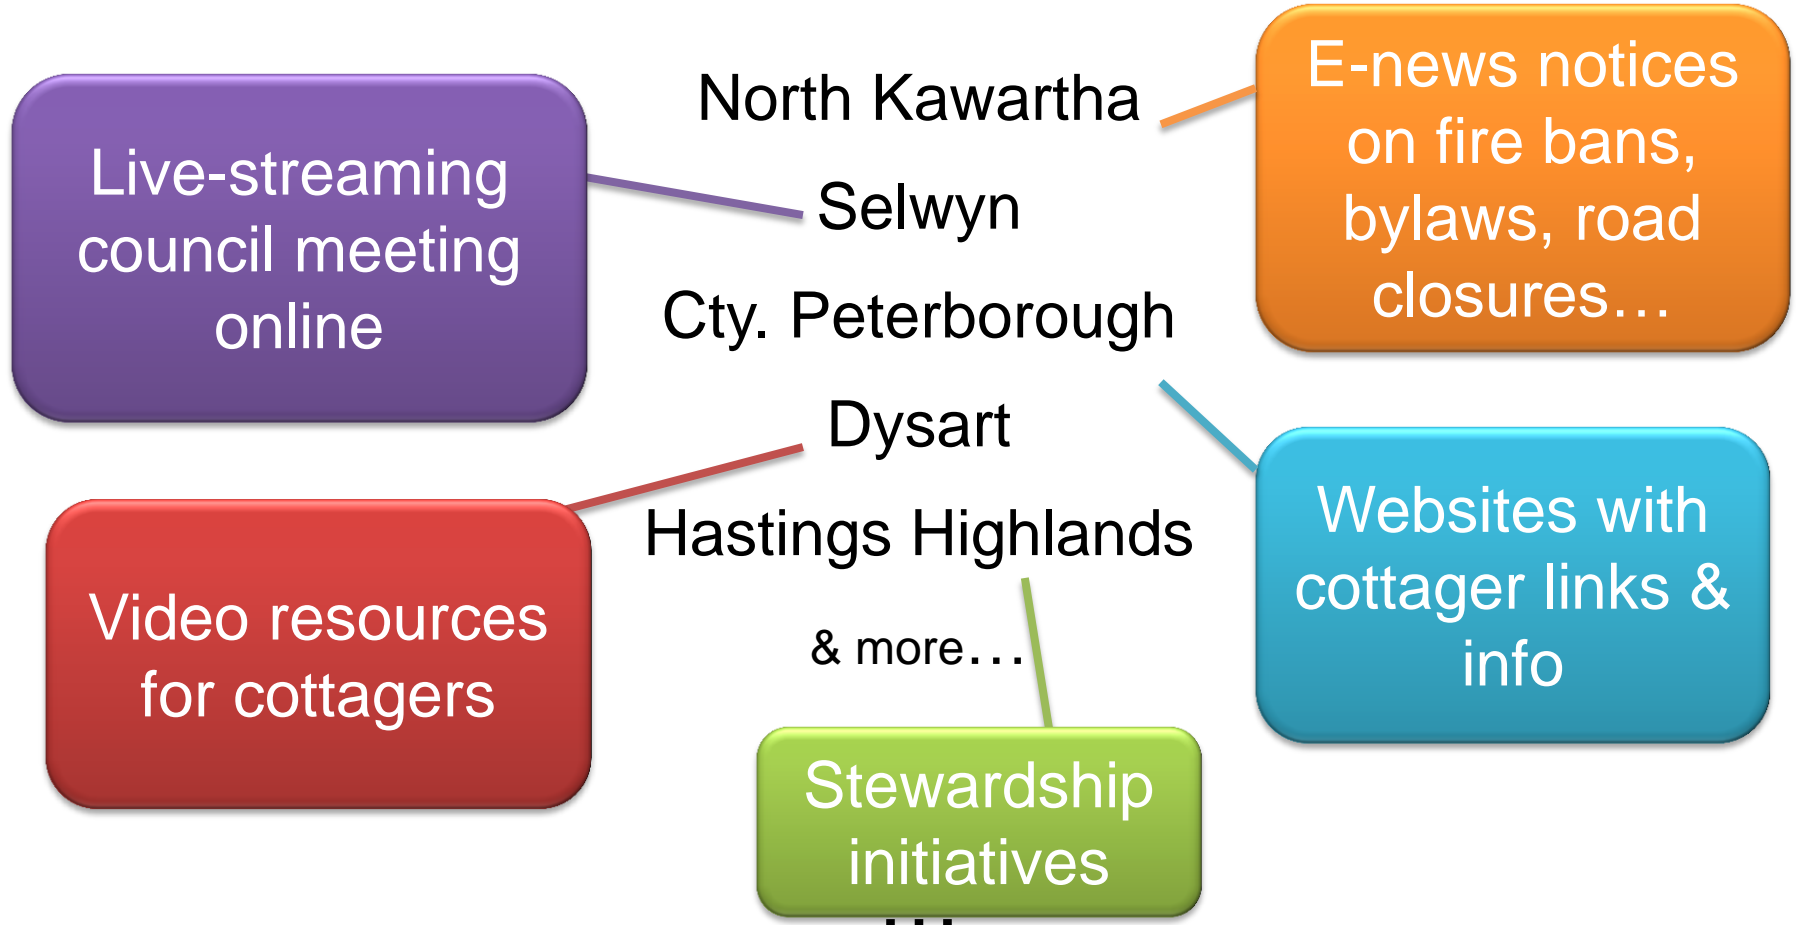 North Kawartha
Selwyn
Cty. Peterborough
Dysart
Hastings Highlands
& more…
Live-streaming
council meeting
online
E-news notices
on fire bans,
bylaws, road
closures…
Video resources
for cottagers
Websites with
cottager links &
info
Stewardship
initiatives
…